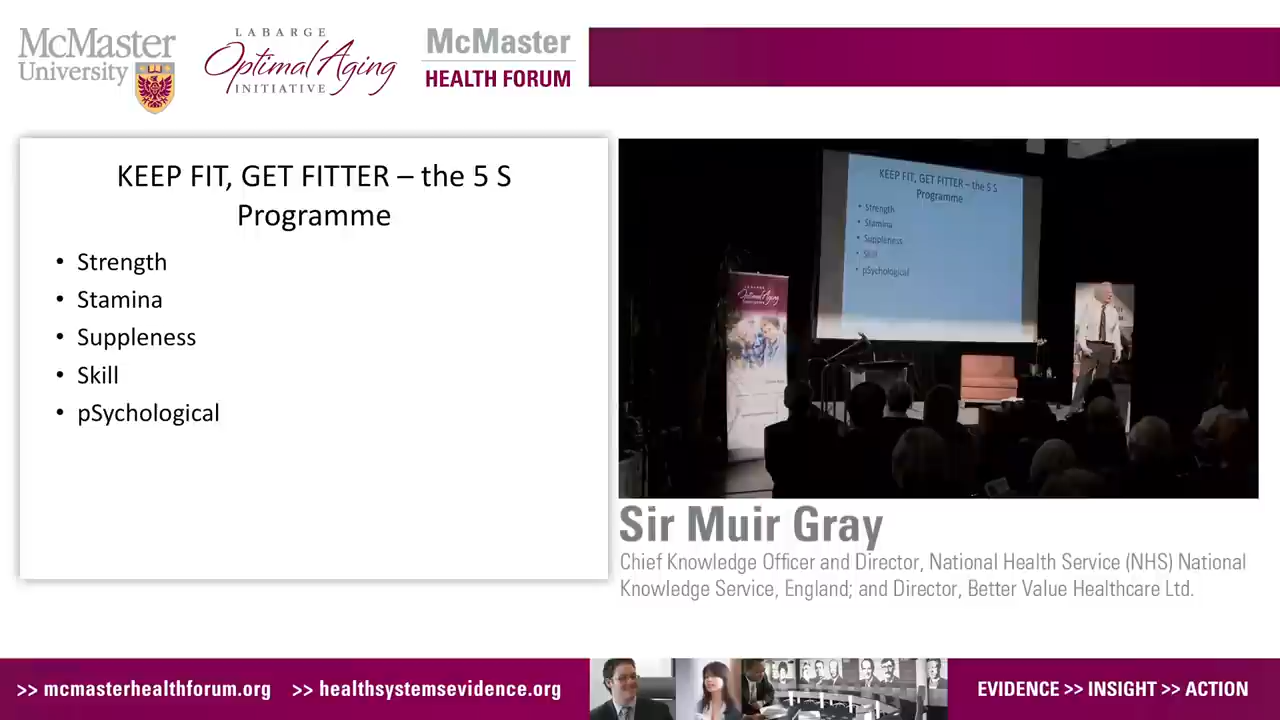 McMaster
University
LABARGE
Optimal Aging
INITIATIVE
McMaster
HEALTH FORUM
KEEP FIT, GET FITTER – the 5 S
Programme
• Strength
• Stamina
• Suppleness
• Skill
• pSychological
KEEP FIT, GET FITTER – the 5 S
Programme
• Strength
• Stamina
• Suppleness
• Skill
• pSychological
LABARGE
Optimal Aging
Sir Muir Gray
Chief Knowledge Officer and Director, National Health Service (NHS) National
Knowledge Service, England; and Director, Better Value Healthcare Ltd.
>> mcmasterhealthforum.org >> healthsystemsevidence.org
EVIDENCE >> INSIGHT >> ACTION